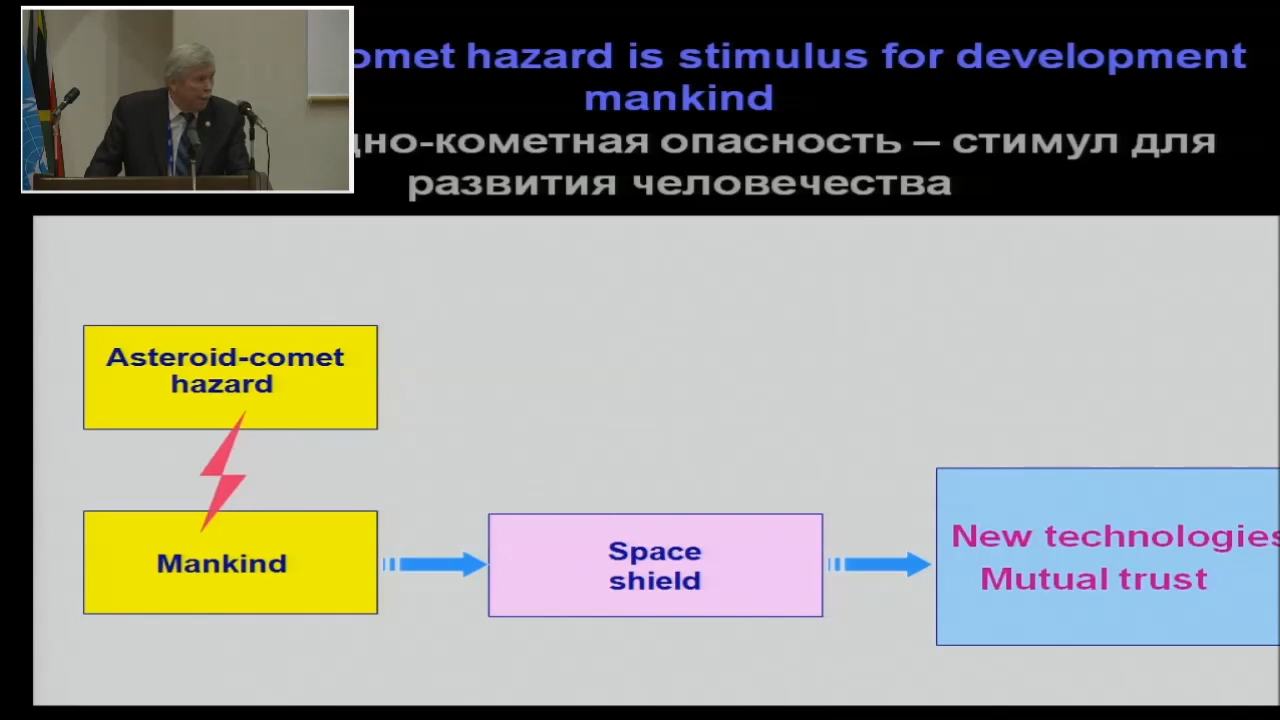 omet hazard is stimulus for development
mankind
дно-кометная опасность – стимул для
развития человечества
Asteroid-comet
hazard
Mankind
Space
shield
New technologies
Mutual trust